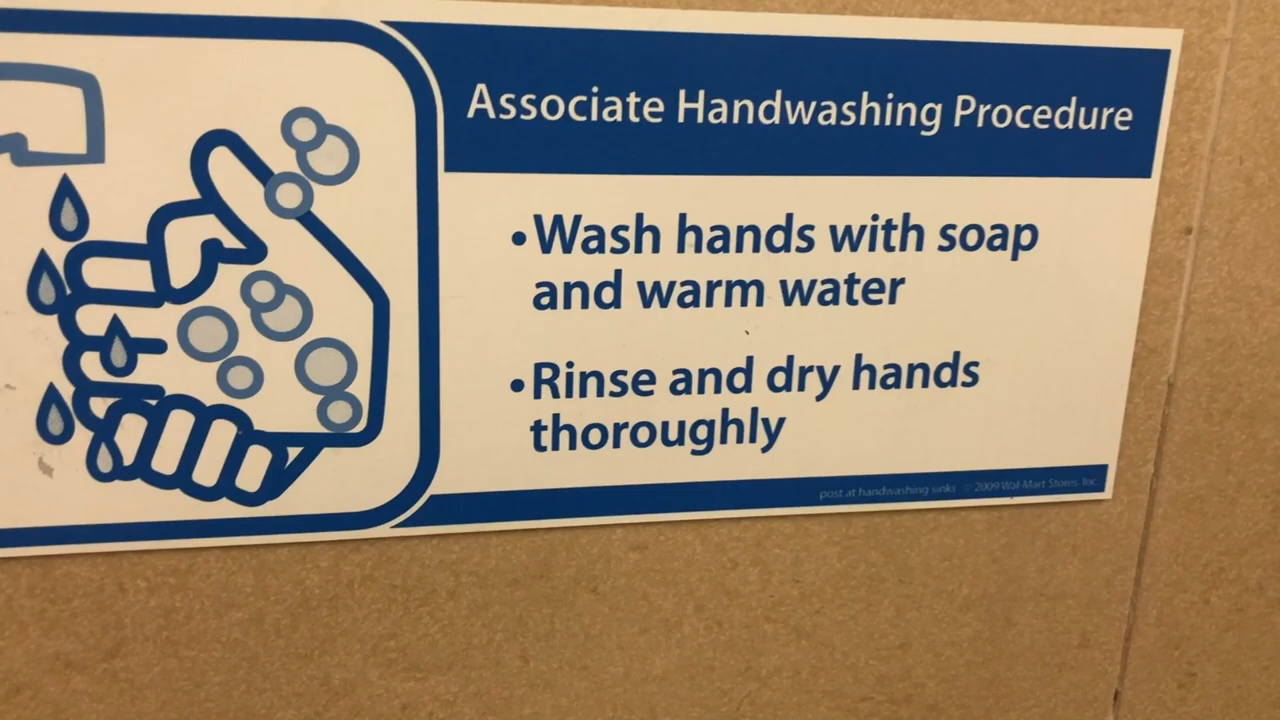 Associate Handwashing Procedure
•Wash hands with soap
and warm water
•Rinse and dry hands
thoroughly
post at handwashing sinks © 2009 Wal-Mart Stores, Inc.